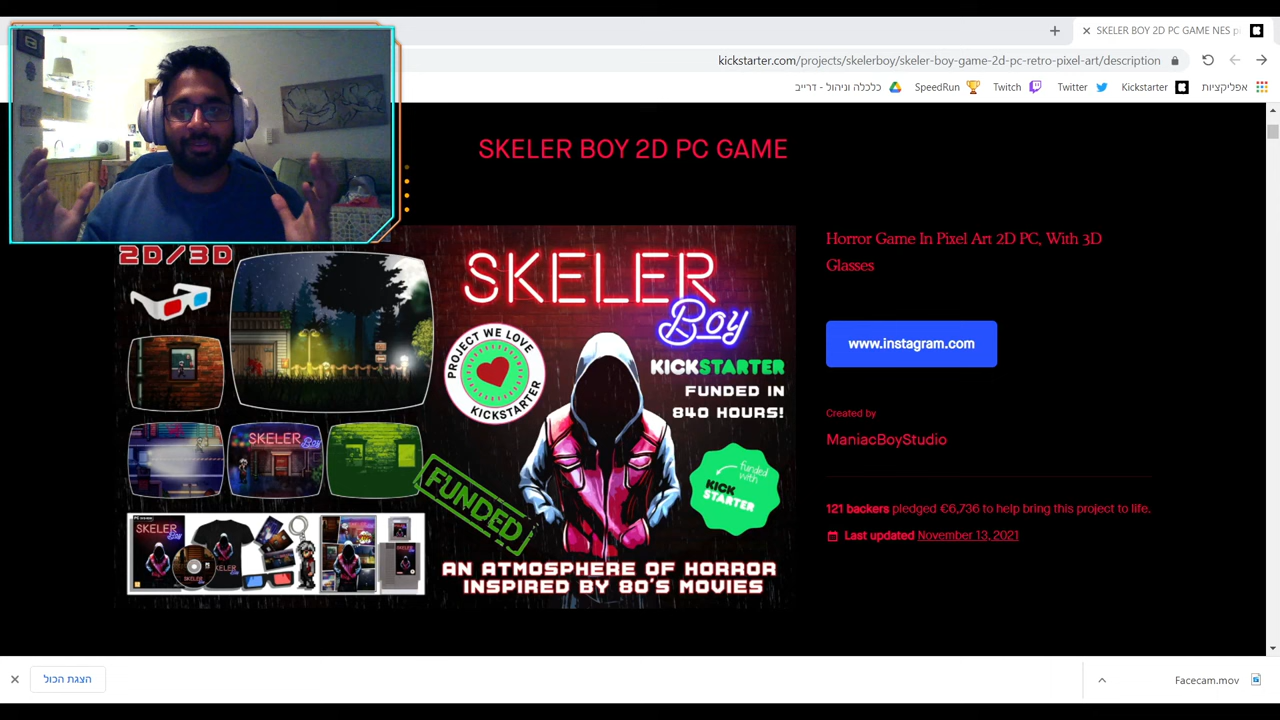 SKELER BOY 2D PC GAME NES p
kickstarter.com/projects/skelerboy/skeler-boy-game-2d-pc-retro-pixel-art/description
אפליקציות
Kickstarter
Twitter
Twitch
SpeedRun
כלכלה וניהול - דרייב
SKELER BOY 2D PC GAME
2D/3D
SKELER
Boy
PROJECT WE LOVE
KICKSTARTER
KICKSTARTER
FUNDED IN
840 HOURS!
funded
with
KICK
STARTER
FUNDED
SKELER
Boy
SKELER
Boy
AN ATMOSPHERE OF HORROR
INSPIRED BY 80'S MOVIES
Horror Game In Pixel Art 2D PC, With 3D
Glasses
www.instagram.com
Created by
ManiacBoyStudio
121 backers pledged €6,736 to help bring this project to life.
Last updated November 13, 2021
הצגת הכול
Facecam.mov